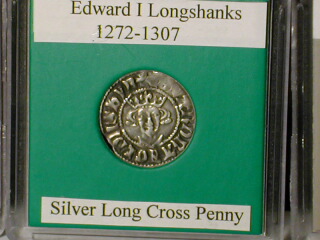 Edward I Longshanks
1272-1307
Silver Long Cross Penny